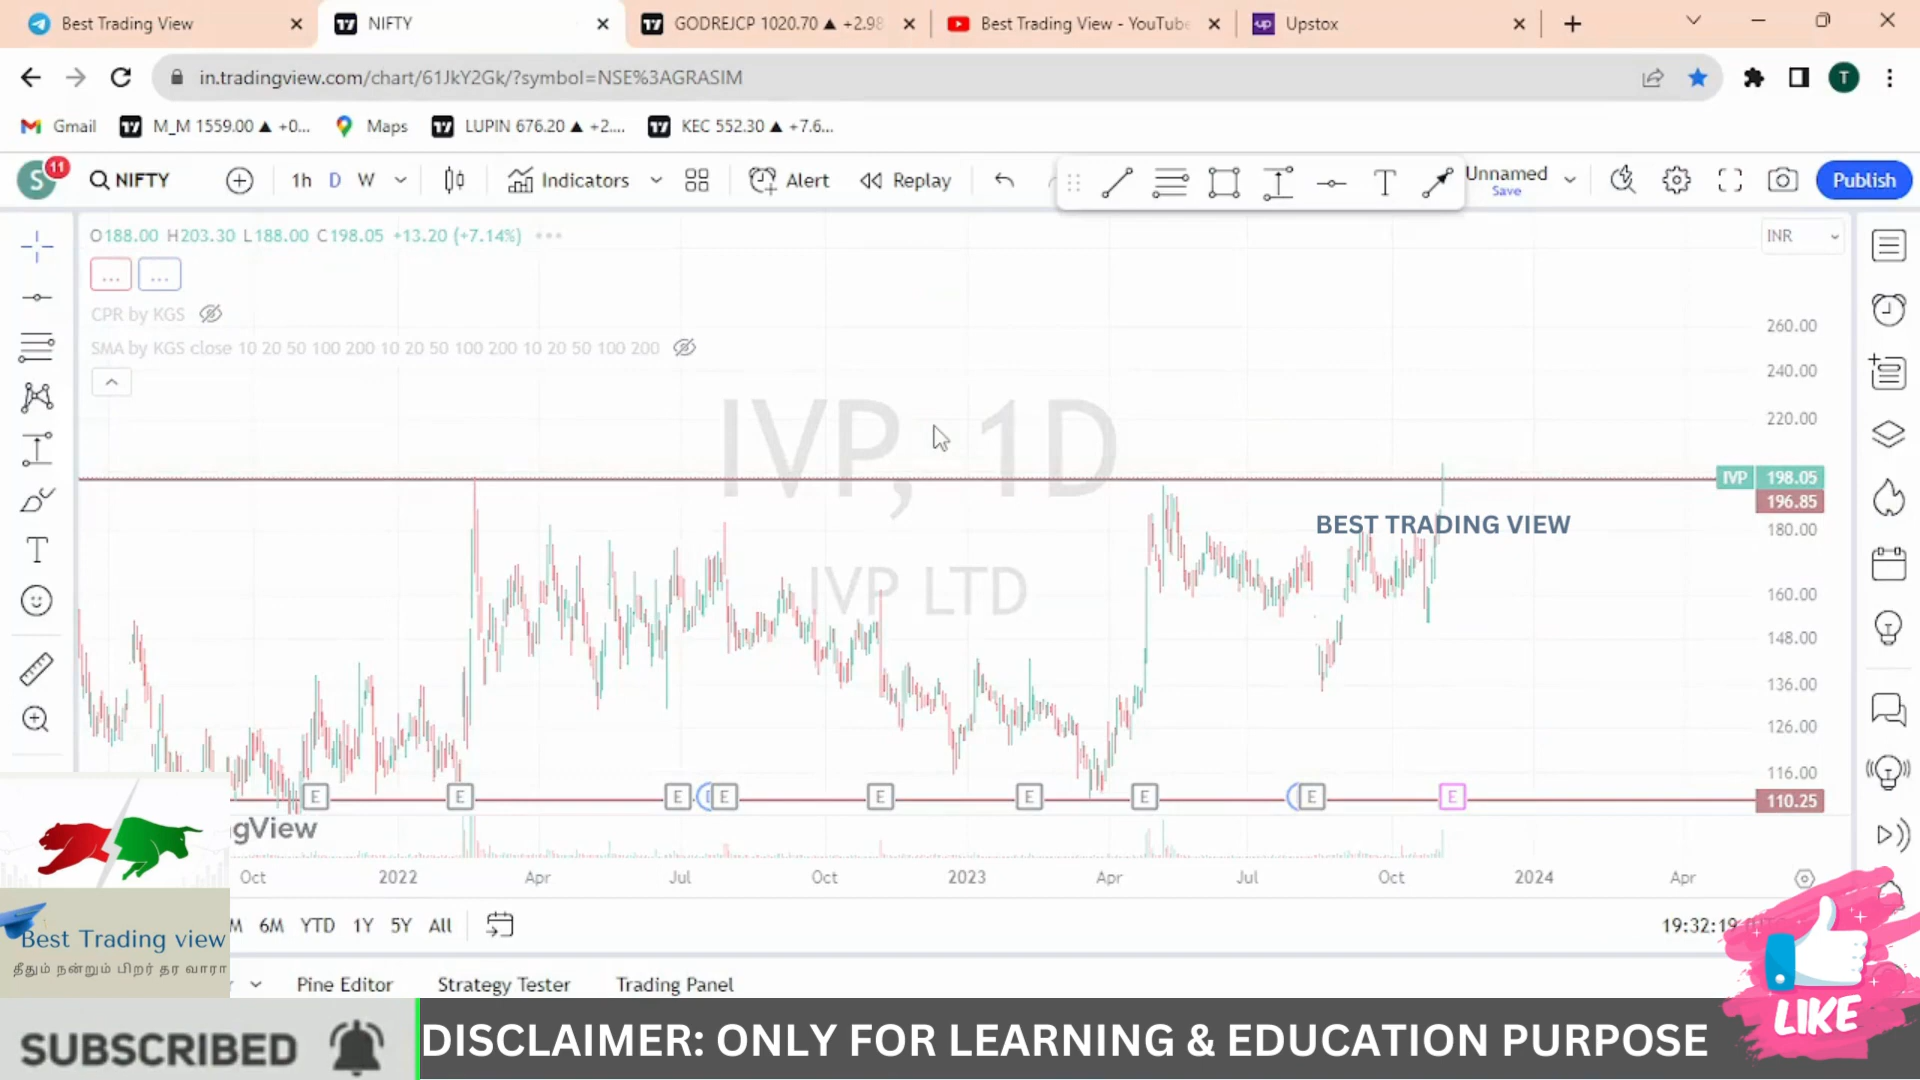 Best Trading View
NIFTY
GODREJCP 1020.70 ▲ +2.98
Best Trading View - YouTube
Upstox
in.tradingview.com/chart/61JkY2Gk/?symbol=NSE%3AGRASIM
T
Gmail
M_M 1559.00 ▲ +0...
Maps
LUPIN 676.20 ▲ +2....
KEC 552.30 ▲ +7.6...
S
11
NIFTY
1h
D
W
Indicators
Alert
Replay
T
Unnamed
Save
Publish
O188.00 H203.30 L188.00 C198.05 +13.20 (+7.14%)
INR
CPR by KGS
SMA by KGS close 10 20 50 100 200 10 20 50 100 200 10 20 50 100 200
IVP, 1D
IVP LTD
BEST TRADING VIEW
260.00
240.00
220.00
IVP 198.05
196.85
180.00
160.00
148.00
136.00
126.00
116.00
110.25
E E E E E E E E E
gView
Oct 2022 Apr Jul Oct 2023 Apr Jul Oct 2024 Apr
M 6M YTD 1Y 5Y All
19:32:19
Best Trading view
தீதும் நன்றும் பிறர் தர வாரா
Pine Editor
Strategy Tester
Trading Panel
SUBSCRIBED
DISCLAIMER: ONLY FOR LEARNING & EDUCATION PURPOSE
LIKE